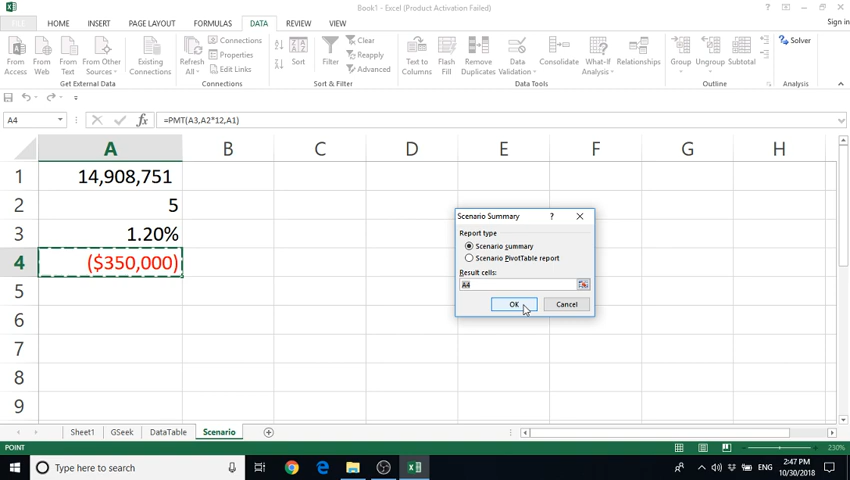 Book1 - Excel (Product Activation Failed)
FILE HOME INSERT PAGE LAYOUT FORMULAS DATA REVIEW VIEW Sign in
From Access
From Web
From Text
From Other Sources
Existing Connections
Refresh All
Connections
Properties
Edit Links
Sort
Filter
Clear
Reapply
Advanced
Text to Columns
Flash Fill
Remove Duplicates
Data Validation
Consolidate
What-If Analysis
Relationships
Group
Ungroup
Subtotal
Solver
Get External Data Connections Sort & Filter Data Tools Outline Analysis
A4 fx =PMT(A3,A2*12,A1)
A B C D E F G H
1 14,908,751
2 5
3 1.20%
4 ($350,000)
5
6
7
8
9
Scenario Summary ?
Report type
Scenario summary
Scenario PivotTable report
Result cells:
A4
OK Cancel
Sheet1 GSeek DataTable Scenario
POINT 230%
Type here to search
ENG
2:47 PM
10/30/2018